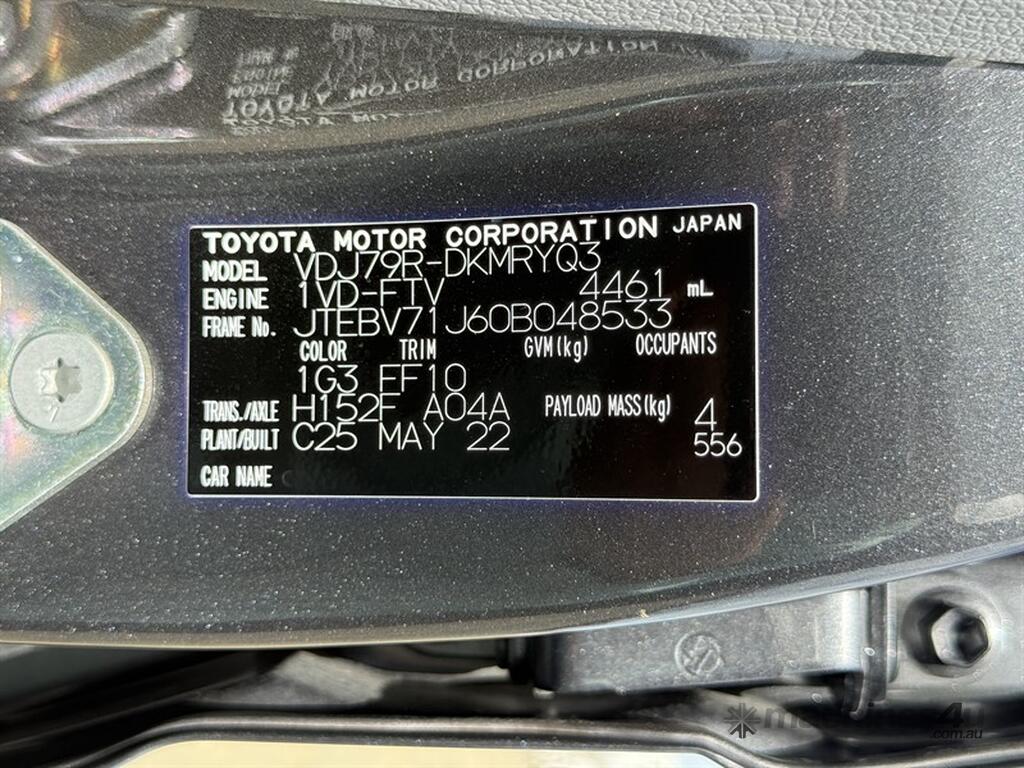 TOYOTA MOTOR CORPORATION JAPAN
MODEL VDJ79R-DKMRYQ3
ENGINE 1VD-FTV 4461 mL
FRAME No. JTEBV71J60B048533
COLOR TRIM GVM(kg) OCCUPANTS
1G3 FF10
TRANS./AXLE H152F A04A PAYLOAD MASS(kg) 4
PLANT/BUILT C25 MAY 22 556
CAR NAME
.com.au